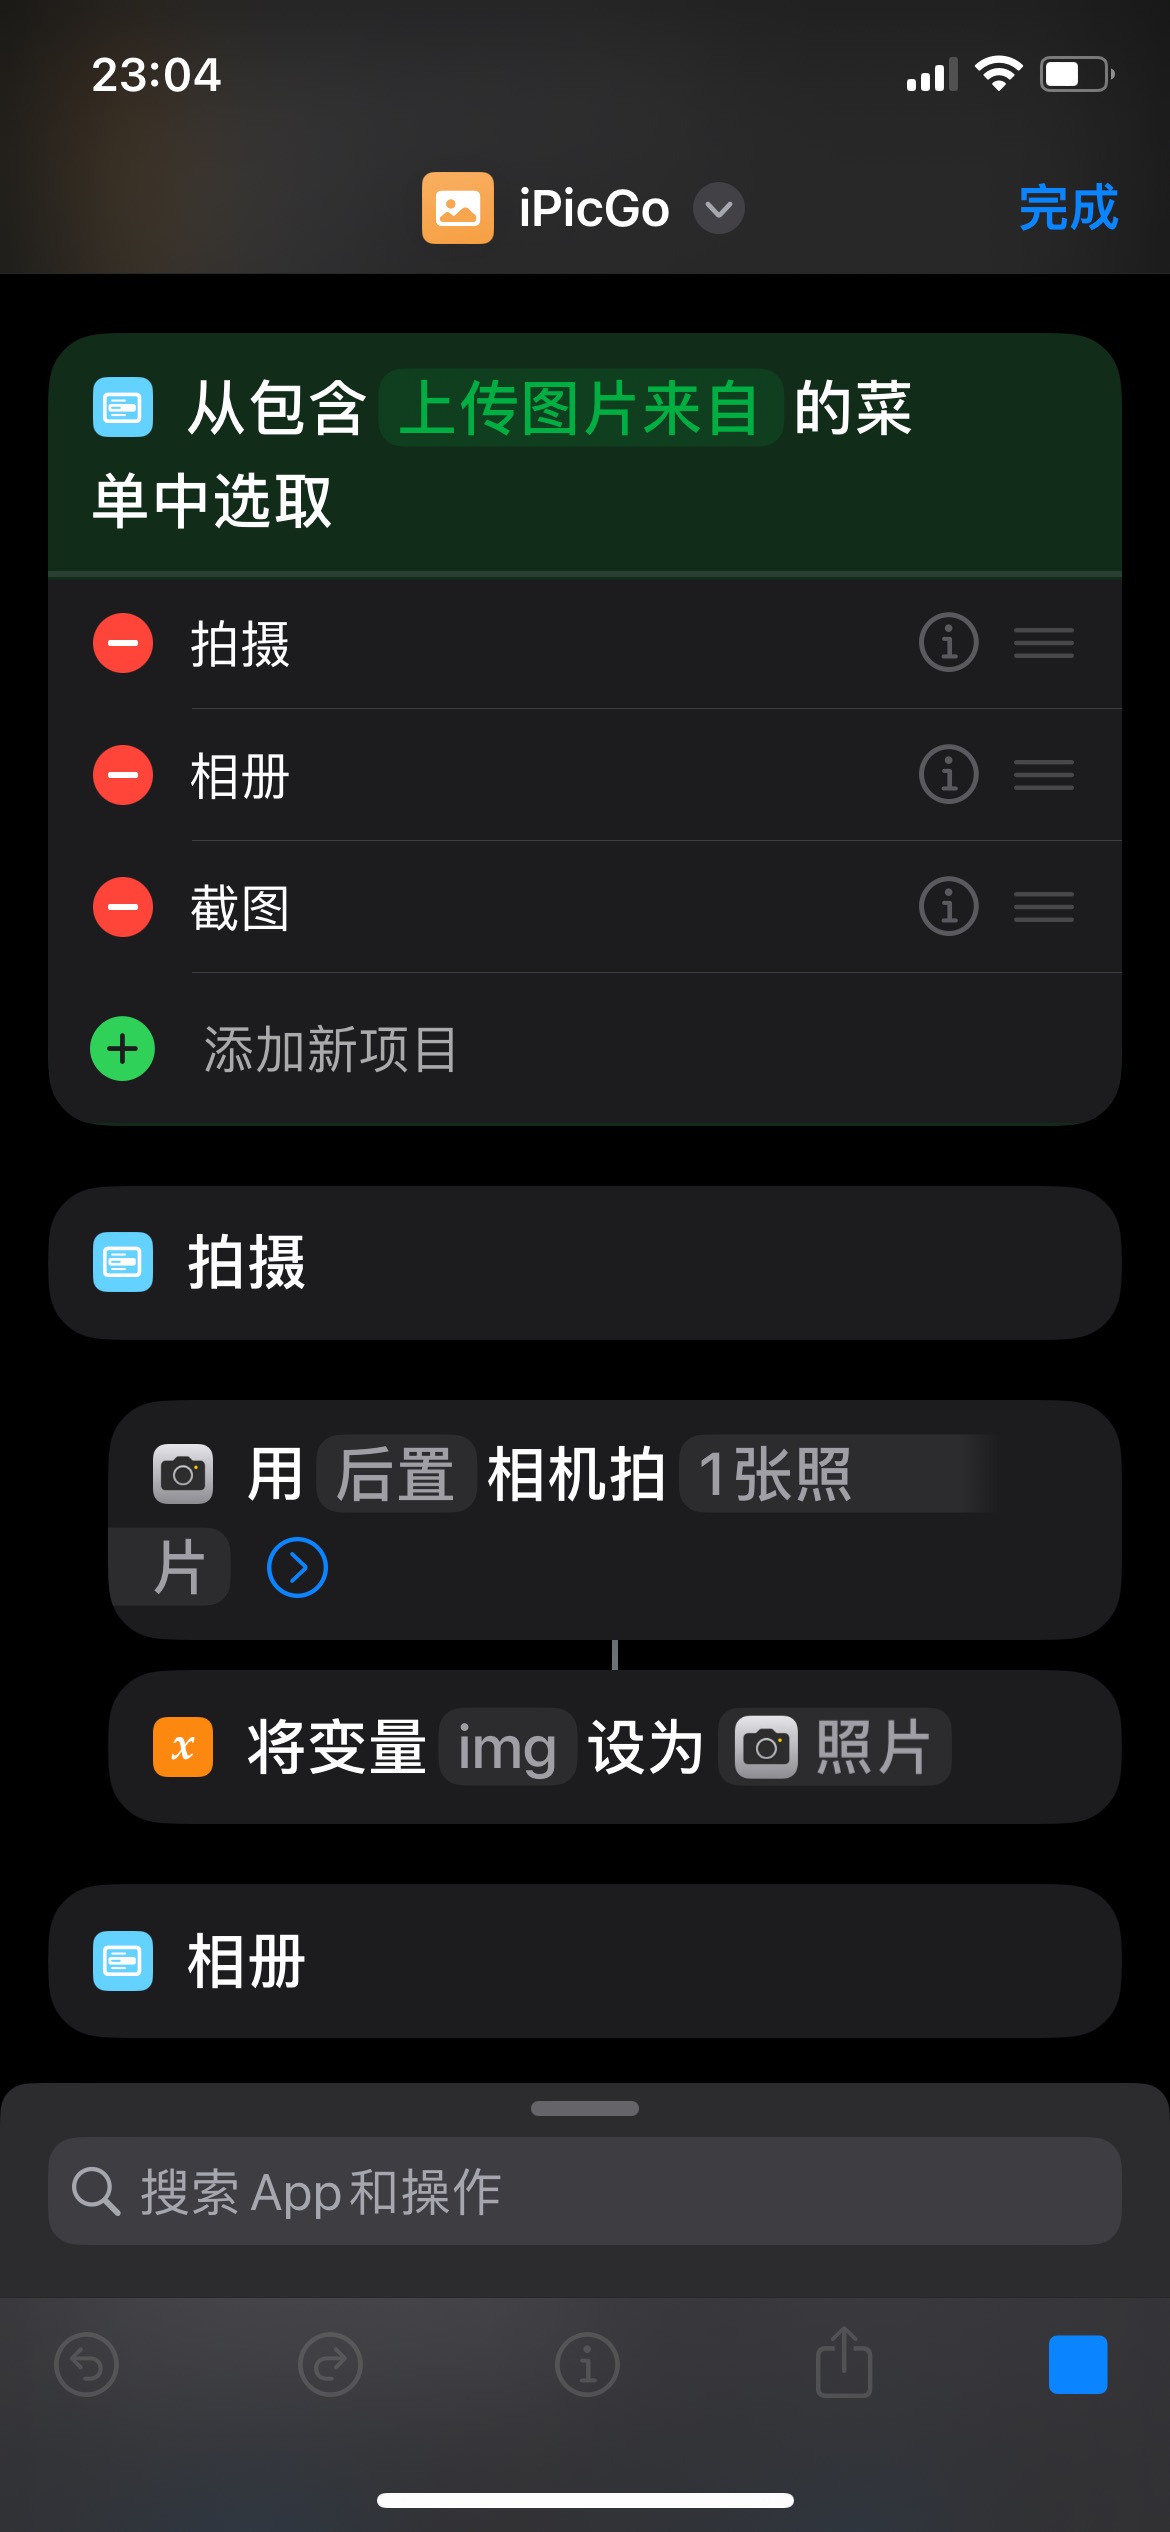 23:04
iPicGo
完成
从包含 上传图片来自 的菜
单中选取
拍摄
相册
截图
添加新项目
拍摄
用 后置 相机拍 1张照
片
将变量 img 设为 照片
相册
搜索 App 和操作